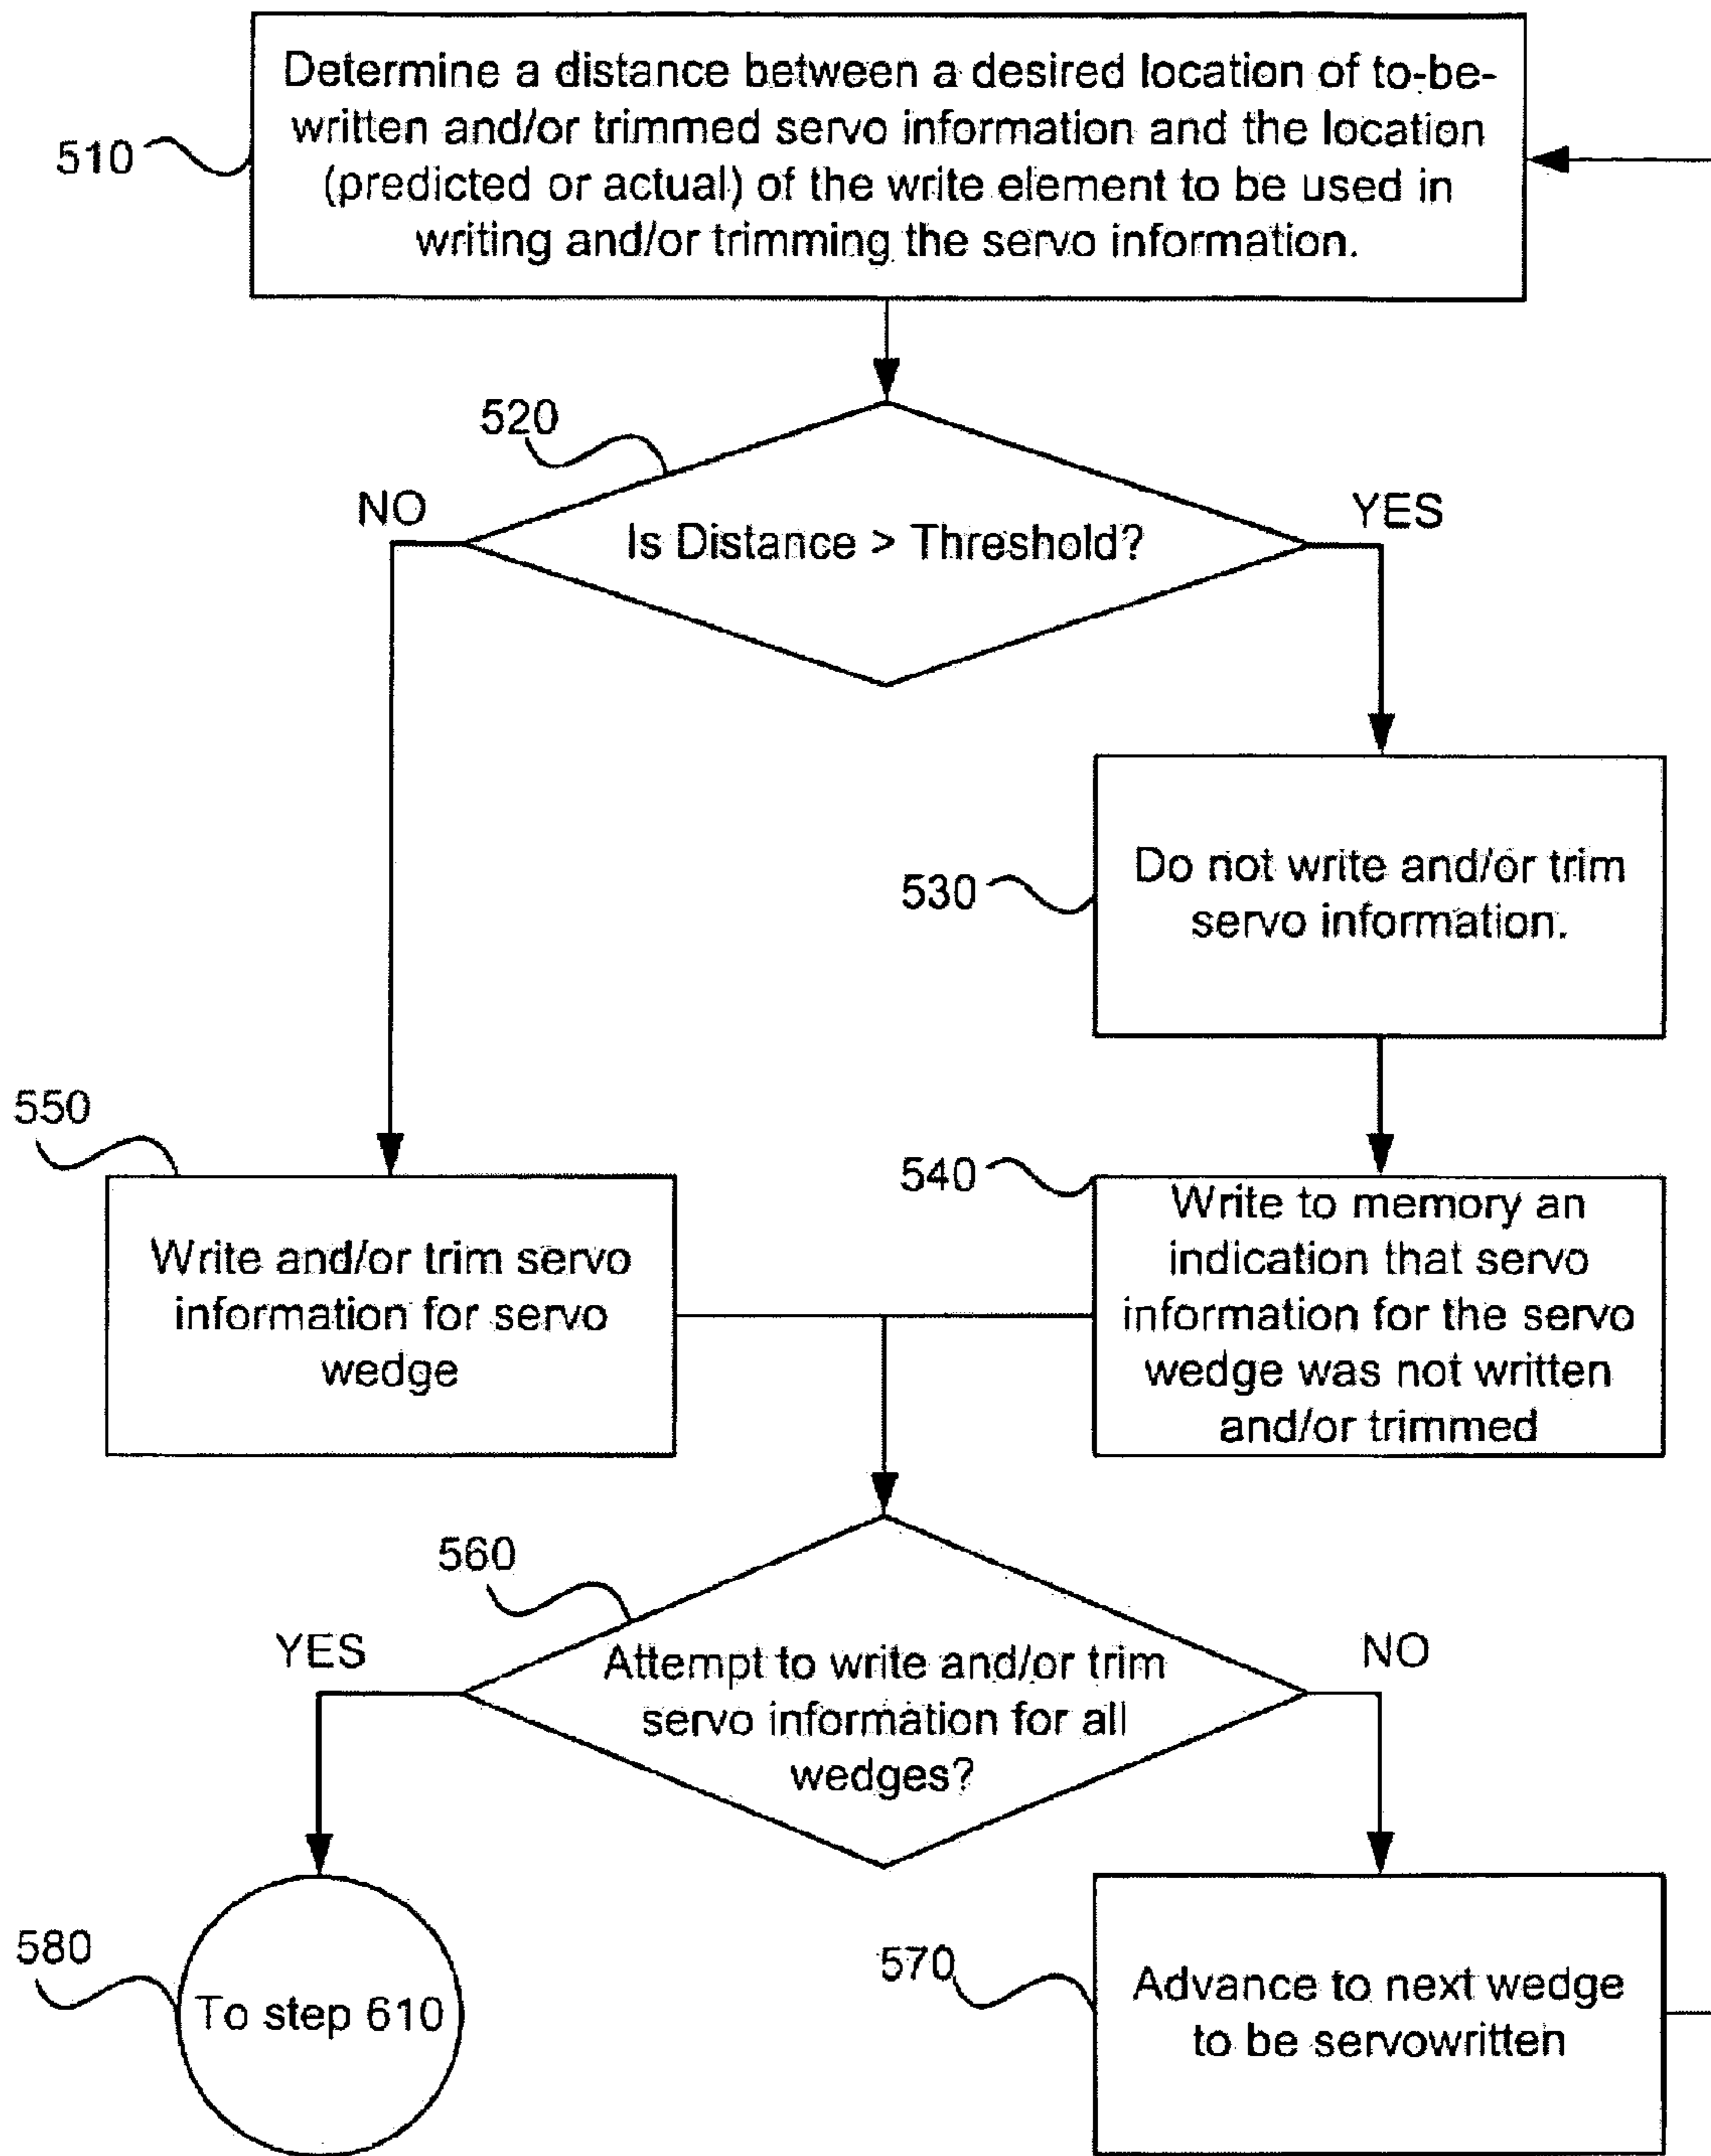 Determine a distance between a desired location of to-be-
written and/or trimmed servo information and the location
(predicted or actual) of the write element to be used in
writing and/or trimming the servo information.
510
520
NO
YES
Is Distance > Threshold?
530
Do not write and/or trim
servo information.
550
Write and/or trim servo
information for servo
wedge
540
Write to memory an
indication that servo
information for the servo
wedge was not written
and/or trimmed
560
YES
NO
Attempt to write and/or trim
servo information for all
wedges?
580
To step 610
570
Advance to next wedge
to be servowritten